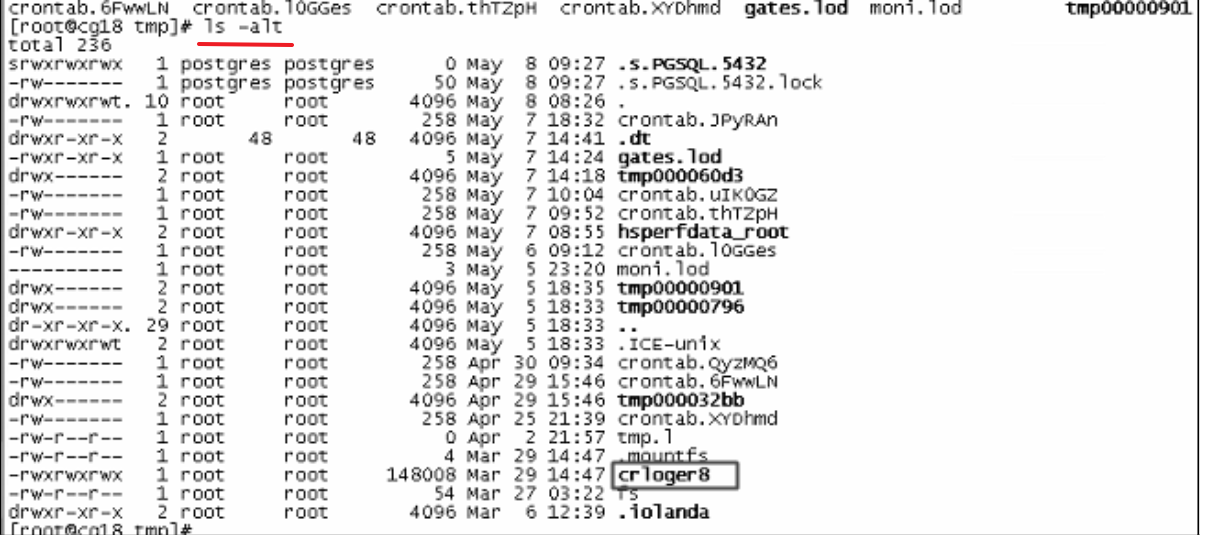 crontab.6FwwLN  crontab.lOGGes  crontab.thTZpH  crontab.XYDhmd  gates.lod  moni.lod  tmp00000901
[root@cg18 tmp]# ls -alt
total 236
srwxrwxrwx 1 postgres postgres 0 May 8 09:27 .s.PGSQL.5432
-rw------- 1 postgres postgres 50 May 8 09:27 .s.PGSQL.5432.lock
drwxrwxrwt. 10 root root 4096 May 8 08:26 .
-rw------- 1 root root 258 May 7 18:32 crontab.JPyRAn
drwxr-xr-x 2 48 48 4096 May 7 14:41 .dt
-rwxr-xr-x 1 root root 5 May 7 14:24 gates.lod
drwx------ 2 root root 4096 May 7 14:18 tmp000060d3
-rw------- 1 root root 258 May 7 10:04 crontab.uIKOGZ
-rw------- 1 root root 258 May 7 09:52 crontab.thTZpH
drwxr-xr-x 2 root root 4096 May 7 08:55 hsperfdata_root
-rw------- 1 root root 258 May 6 09:12 crontab.lOGGes
---------- 1 root root 3 May 5 23:20 moni.lod
drwx------ 2 root root 4096 May 5 18:35 tmp00000901
drwx------ 2 root root 4096 May 5 18:33 tmp00000796
dr-xr-xr-x. 29 root root 4096 May 5 18:33 ..
drwxrwxrwt 2 root root 4096 May 5 18:33 .ICE-unix
-rw------- 1 root root 258 Apr 30 09:34 crontab.QyzMQ6
-rw------- 1 root root 258 Apr 29 15:46 crontab.6FwwLN
drwx------ 2 root root 4096 Apr 29 15:46 tmp000032bb
-rw------- 1 root root 258 Apr 25 21:39 crontab.XYDhmd
-rw-r--r-- 1 root root 0 Apr 2 21:57 tmp.l
-rw-r--r-- 1 root root 4 Mar 29 14:47 .mountfs
-rwxrwxrwx 1 root root 148008 Mar 29 14:47 crloger8
-rw-r--r-- 1 root root 54 Mar 27 03:22 fs
drwxr-xr-x 2 root root 4096 Mar 6 12:39 .iolanda
[root@cg18 tmp]#